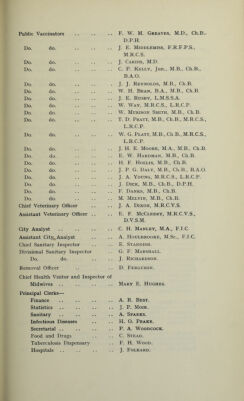 Public Vaccinators .. .. .. F. W. M. Greaves, M.D., Ch.B., D.P.H.
Do. do. .. .. .. J. E. Middlemiss, F.R.F.P.S., M.R.C.S.
Do. do. .. .. .. J. Cardis, M.D.
Do. do. .. .. .. C. P. Kelly, Jnr., M.B., Ch.B., B.A.O.
Do. do. .. .. .. J. J. Reynolds, M.B., Ch.B.
Do. do. .. .. .. W. H. Bean, B.A., M.B., Ch.B.
Do. do. .. .. .. E. Busby, L.M.S.S.A.
Do. do. .. .. .. W. Way, M.R.C.S., L.R.C.P.
Do. do. .. .. .. W. Murison Smith, M.B., Ch.B.
Do. do. .. .. .. T. D. Pratt, M.B., Ch.B., M.R.C.S., L.R.C.P.
Do. do. .. .. .. W. G. Platt, M.B., Ch.B., M.R.C.S., L.R.C.P.
Do. do. .. .. .. J. H. E. Moore, M.A., M.B., Ch.B.
Do. do. .. .. .. E. W. Hardman, M.B., Ch.B.
Do. do. .. .. .. H. F. M.B., Ch.B.
Do. do. .. .. .. J. P. G. Daly, M.B., Ch.B., B.A.O.
Do. do. .. .. .. J. A. Young, M.R.C.S., L.R.C.P.
Do. do. .. .. .. J. Dick, M.B., Ch.B., D.P.H.
Do. do. .. .. .. F. Danks, M.B., Ch.B.
Do. do. .. .. .. M. Melvin, M.B., Ch.B.
Chief Veterinary Officer .. .. J. A. Dixon, M.R.C.V.S.
Assistant Veterinary Officer .. .. E. F. McCleery, M.R.C.V.S., D.V.S.M.
City Analyst .. .. .. .. C. H. Manley, M.A., F.I.C.
Assistant City Analyst .. .. A. Houlbrooke, M.Sc., F.I.C.
Chief Sanitary Inspector .. .. E. Standish.
Divisional Sanitary Inspector .. G. F. Marshall.
Do. do. .. .. J. Richardson.
Removal Officer .. .. .. D. Ferguson.
Chief Health Visitor and Inspector of
Midwives .. .. .. .. Mary E. Hughes.
Principal Clerks—
Finance .. .. .. .. A. R. Best.
Statistics .. .. .. .. J. P. Moir.
Sanitary .. .. .. .. A. Sparks.
Infectious Diseases .. .. H. O. Peake.
Secretarial .. .. .. .. F. A. Woodcock.
Food and Drugs .. .. .. C. Stead.
Tuberculosis Dispensary .. F. H. Wood.
Hospitals .. .. .. .. J. Folkard.